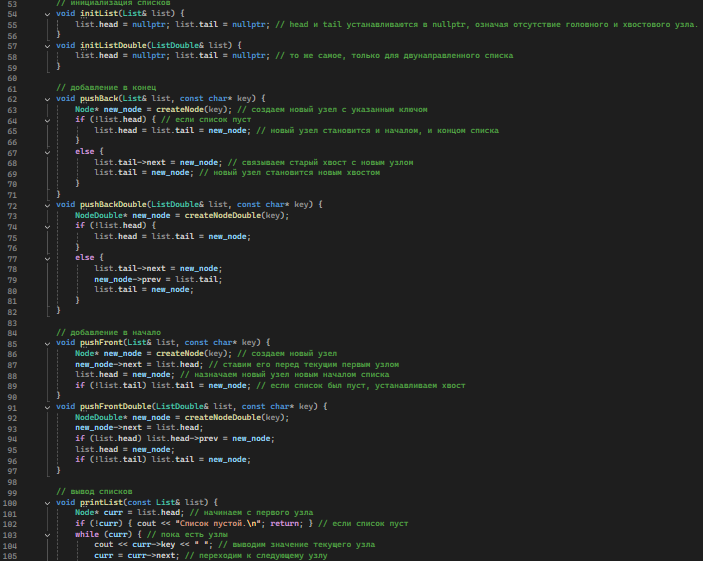 53 // инициализация списков
54 void initList(List& list) {
55 list.head = nullptr; list.tail = nullptr; // head и tail устанавливаются в nullptr, означая отсутствие головного и хвостового узла.
56 }
57 void initListDouble(ListDouble& list) {
58 list.head = nullptr; list.tail = nullptr; // то же самое, только для двунаправленного списка
59 }
60
61 // добавление в конец
62 void pushBack(List& list, const char* key) {
63 Node* new_node = createNode(key); // создаем новый узел с указанным ключом
64 if (!list.head) { // если список пуст
65 list.head = list.tail = new_node; // новый узел становится и началом, и концом списка
66 }
67 else {
68 list.tail->next = new_node; // связываем старый хвост с новым узлом
69 list.tail = new_node; // новый узел становится новым хвостом
70 }
71 }
72 void pushBackDouble(ListDouble& list, const char* key) {
73 NodeDouble* new_node = createNodeDouble(key);
74 if (!list.head) {
75 list.head = list.tail = new_node;
76 }
77 else {
78 list.tail->next = new_node;
79 new_node->prev = list.tail;
80 list.tail = new_node;
81 }
82 }
83
84 // добавление в начало
85 void pushFront(List& list, const char* key) {
86 Node* new_node = createNode(key); // создаем новый узел
87 new_node->next = list.head; // ставим его перед текущим первым узлом
88 list.head = new_node; // назначаем новый узел новым началом списка
89 if (!list.tail) list.tail = new_node; // если список был пуст, устанавливаем хвост
90 }
91 void pushFrontDouble(ListDouble& list, const char* key) {
92 NodeDouble* new_node = createNodeDouble(key);
93 new_node->next = list.head;
94 if (list.head) list.head->prev = new_node;
95 list.head = new_node;
96 if (!list.tail) list.tail = new_node;
97 }
98
99 // вывод списков
100 void printList(const List& list) {
101 Node* curr = list.head; // начинаем с первого узла
102 if (!curr) { cout << "Список пустой.\n"; return; } // если список пуст
103 while (curr) { // пока есть узлы
104 cout << curr->key << " "; // выводим значение текущего узла
105 curr = curr->next; // переходим к следующему узлу